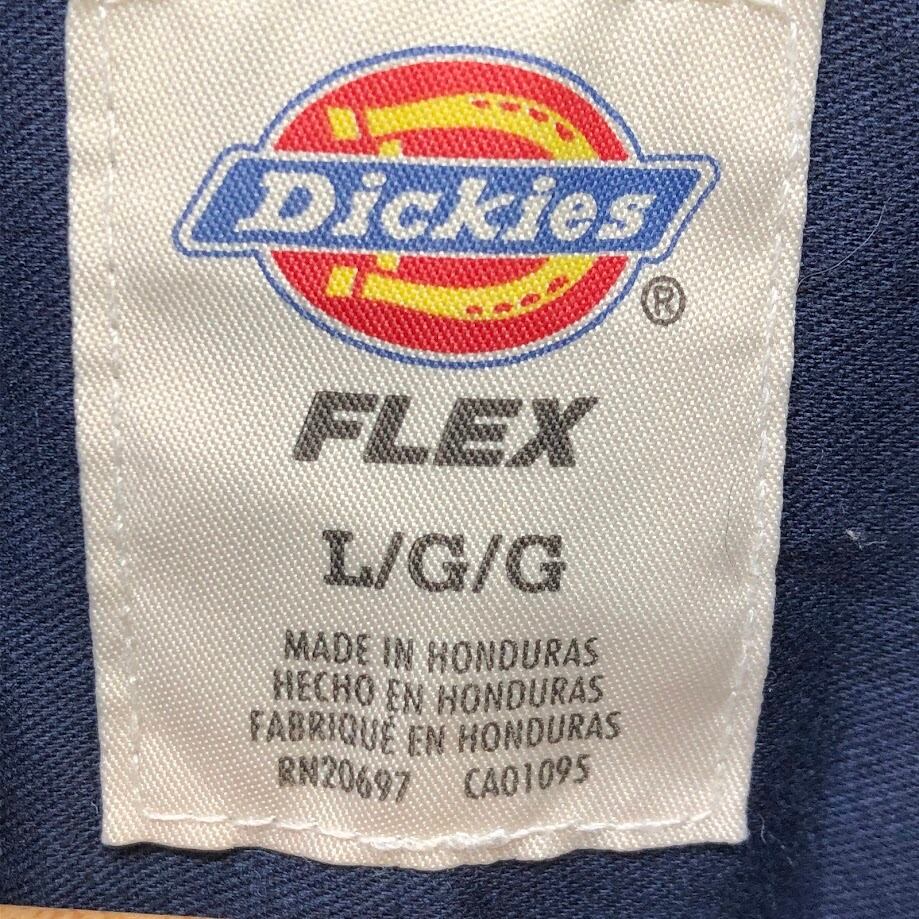 Dickies
®
FLEX
L/G/G
MADE IN HONDURAS
HECHO EN HONDURAS
FABRIQUÉ EN HONDURAS
RN20697 CA01095